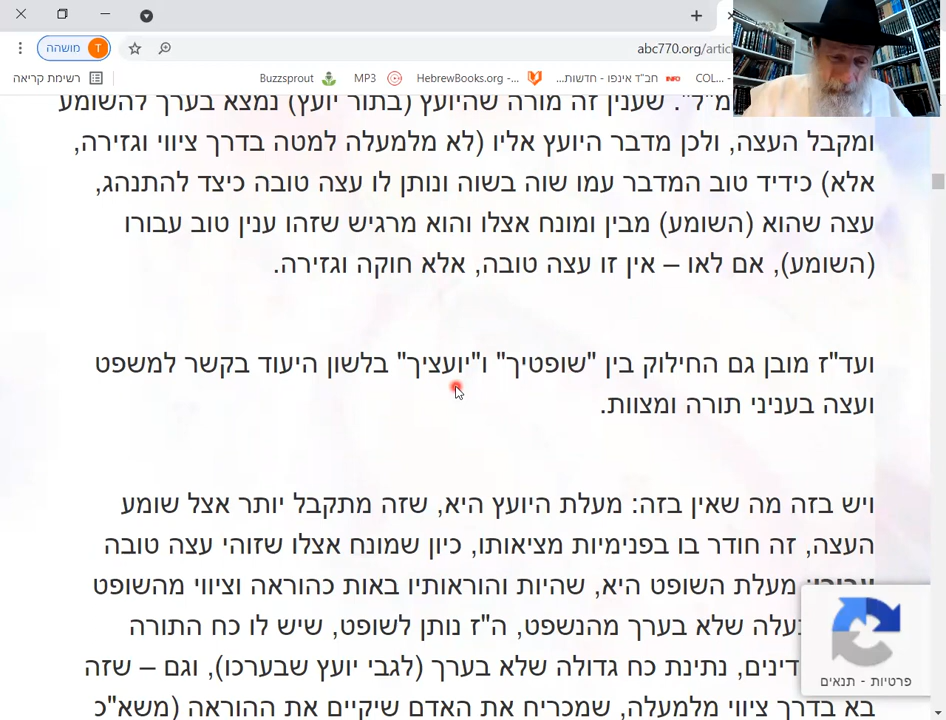 מושהה
abc770.org/artic
רשימת קריאה
Buzzsprout
MP3
HebrewBooks.org -...
חב"ד אינפו - חדשות...
COL...
מ"ל". שענין זה מורה שהיועץ (בתור יועץ) נמצא בערך להשומע
ומקבל העצה, ולכן מדבר היועץ אליו (לא מלמעלה למטה בדרך ציווי וגזירה,
אלא) כידיד טוב המדבר עמו שוה בשוה ונותן לו עצה טובה כיצד להתנהג,
עצה שהוא (השומע) מבין ומונח אצלו והוא מרגיש שזהו ענין טוב עבורו
(השומע), אם לאו – אין זו עצה טובה, אלא חוקה וגזירה.
ועד"ז מובן גם החילוק בין "שופטיך" ו"יועציך" בלשון היעוד בקשר למשפט
ועצה בעניני תורה ומצוות.
ויש בזה מה שאין בזה: מעלת היועץ היא, שזה מתקבל יותר אצל שומע
העצה, זה חודר בו בפנימיות מציאותו, כיון שמונח אצלו שזוהי עצה טובה
מעלת השופט היא, שהיות והוראותיו באות כהוראה וציווי מהשופט
נעלה שלא בערך מהנשפט, ה"ז נותן לשופט, שיש לו כח התורה
דינים, נתינת כח גדולה שלא בערך (לגבי יועץ שבערכו), וגם – שזה
בא בדרך ציווי מלמעלה, שמכריח את האדם שיקיים את ההוראה (משא"כ
פרטיות - תנאים